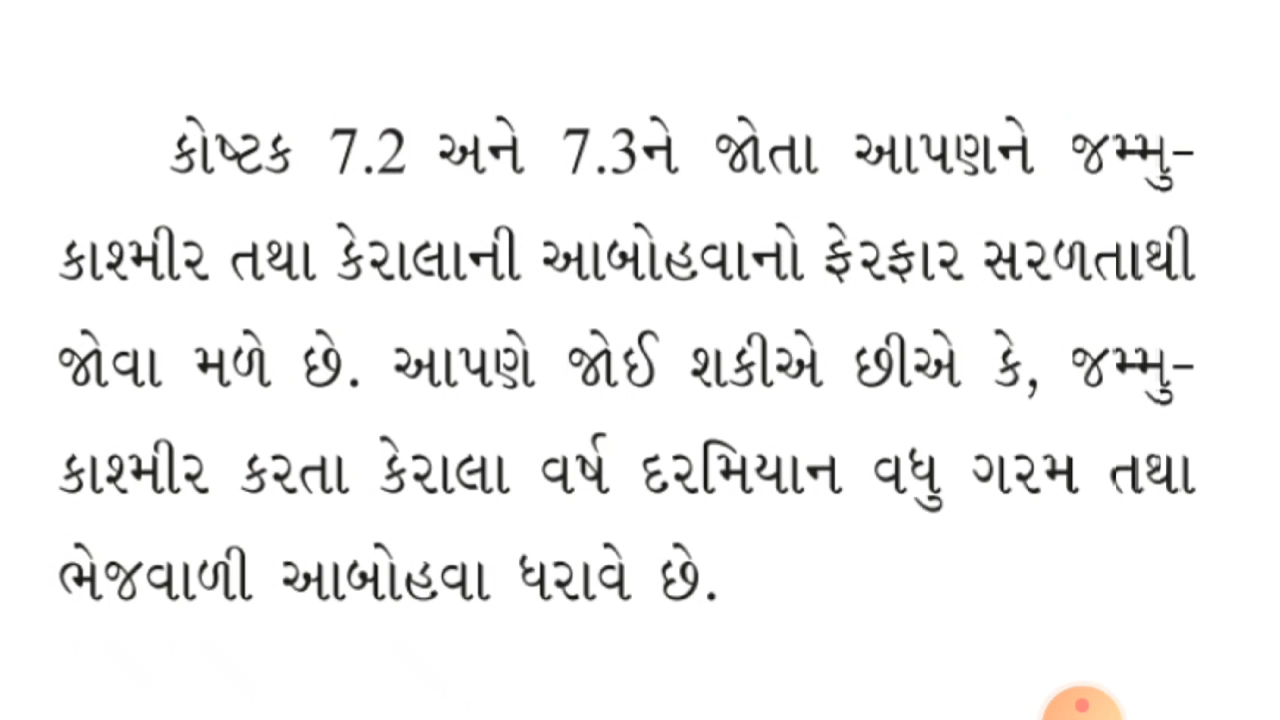 કોષ્ટક 7.2 અને 7.3ને જોતા આપણને જમ્મુ-
કાશ્મીર તથા કેરાલાની આબોહવાનો ફેરફાર સરળતાથી
જોવા મળે છે. આપણે જોઈ શકીએ છીએ કે, જમ્મુ-
કાશ્મીર કરતા કેરાલા વર્ષ દરમિયાન વધુ ગરમ તથા
ભેજવાળી આબોહવા ધરાવે છે.